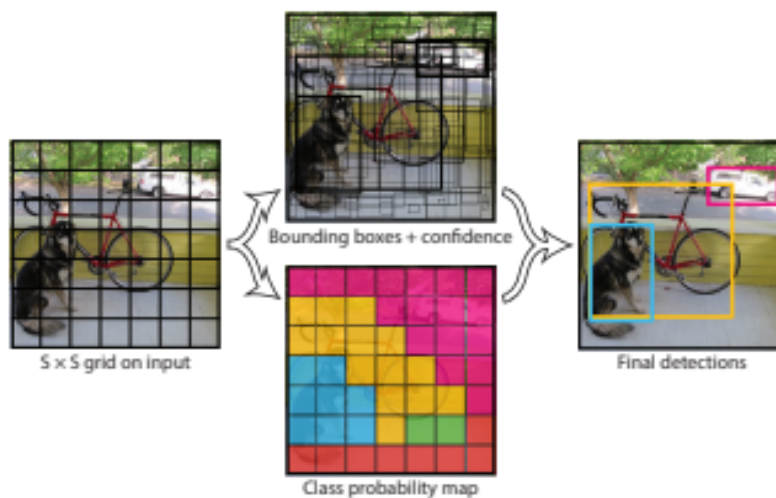 S × S grid on input
Bounding boxes + confidence
Class probability map
Final detections